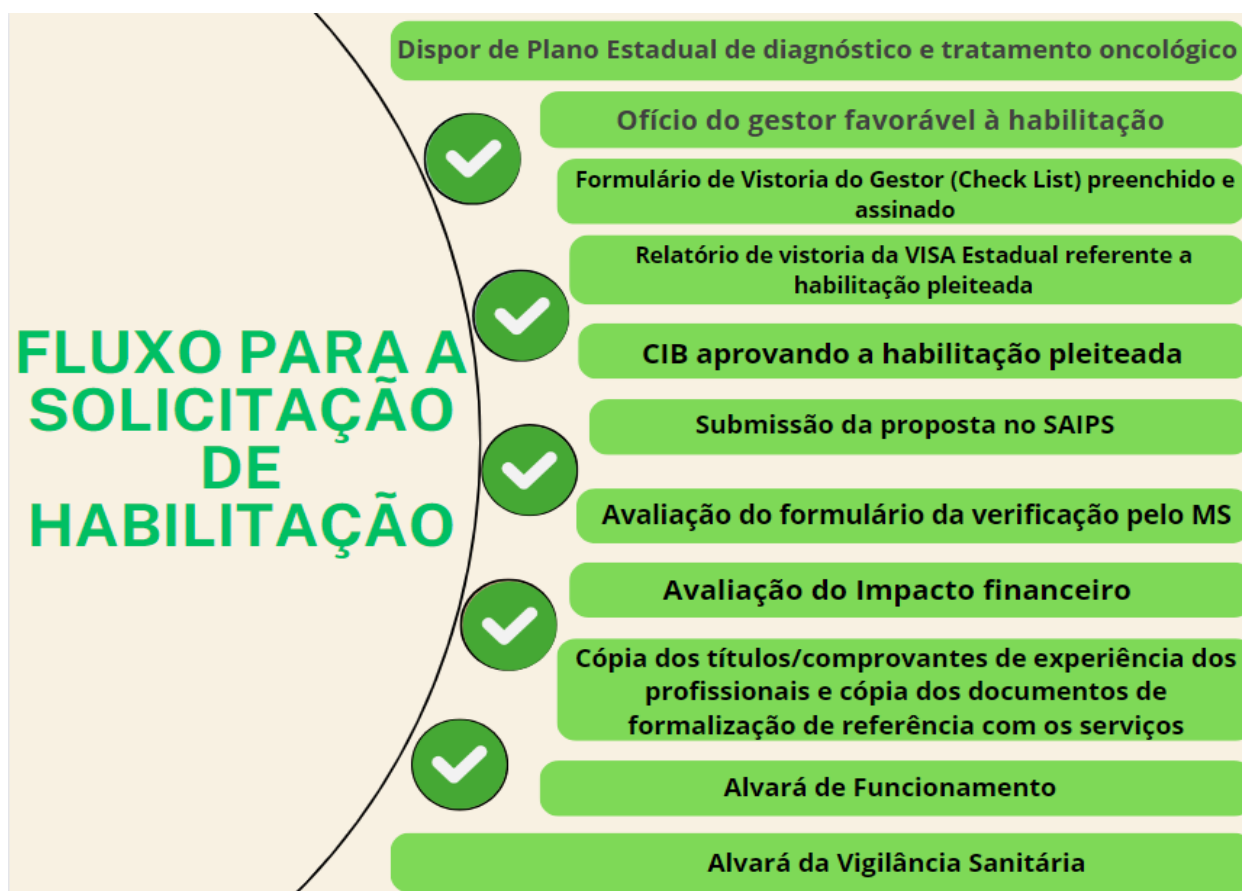 FLUXO PARA A
SOLICITAÇÃO
DE
HABILITAÇÃO
Dispor de Plano Estadual de diagnóstico e tratamento oncológico
Ofício do gestor favorável à habilitação
Formulário de Vistoria do Gestor (Check List) preenchido e
assinado
Relatório de vistoria da VISA Estadual referente a
habilitação pleiteada
CIB aprovando a habilitação pleiteada
Submissão da proposta no SAIPS
Avaliação do formulário da verificação pelo MS
Avaliação do Impacto financeiro
Cópia dos títulos/comprovantes de experiência dos
profissionais e cópia dos documentos de
formalização de referência com os serviços
Alvará de Funcionamento
Alvará da Vigilância Sanitária